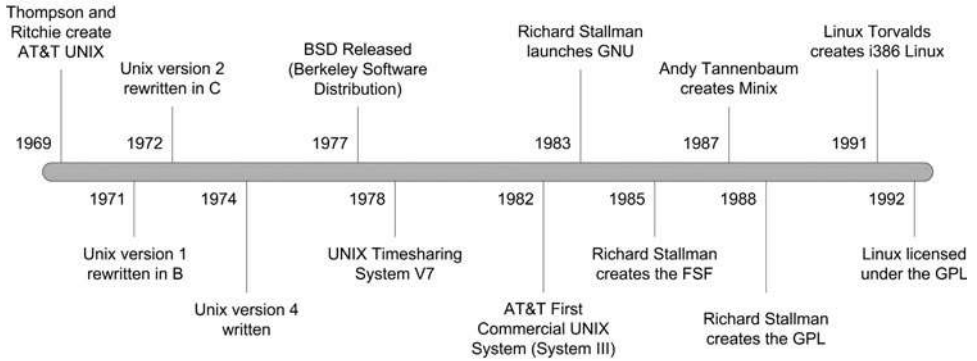 Thompson and
Ritchie create
AT&T UNIX
1969
Unix version 2
rewritten in C
1972
BSD Released
(Berkeley Software
Distribution)
1977
Richard Stallman
launches GNU
1983
Andy Tannenbaum
creates Minix
1987
Linux Torvalds
creates i386 Linux
1991
1971
Unix version 1
rewritten in B
1974
Unix version 4
written
1978
UNIX Timesharing
System V7
1982
AT&T First
Commercial UNIX
System (System III)
1985
Richard Stallman
creates the FSF
1988
Richard Stallman
creates the GPL
1992
Linux licensed
under the GPL